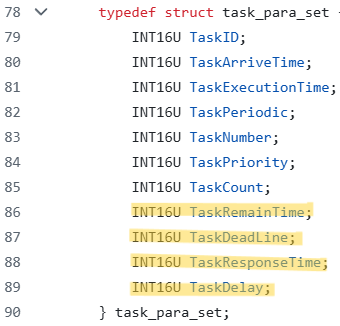 78 typedef struct task_para_set {
79 INT16U TaskID;
80 INT16U TaskArriveTime;
81 INT16U TaskExecutionTime;
82 INT16U TaskPeriodic;
83 INT16U TaskNumber;
84 INT16U TaskPriority;
85 INT16U TaskCount;
86 INT16U TaskRemainTime;
87 INT16U TaskDeadLine;
88 INT16U TaskResponseTime;
89 INT16U TaskDelay;
90 } task_para_set;